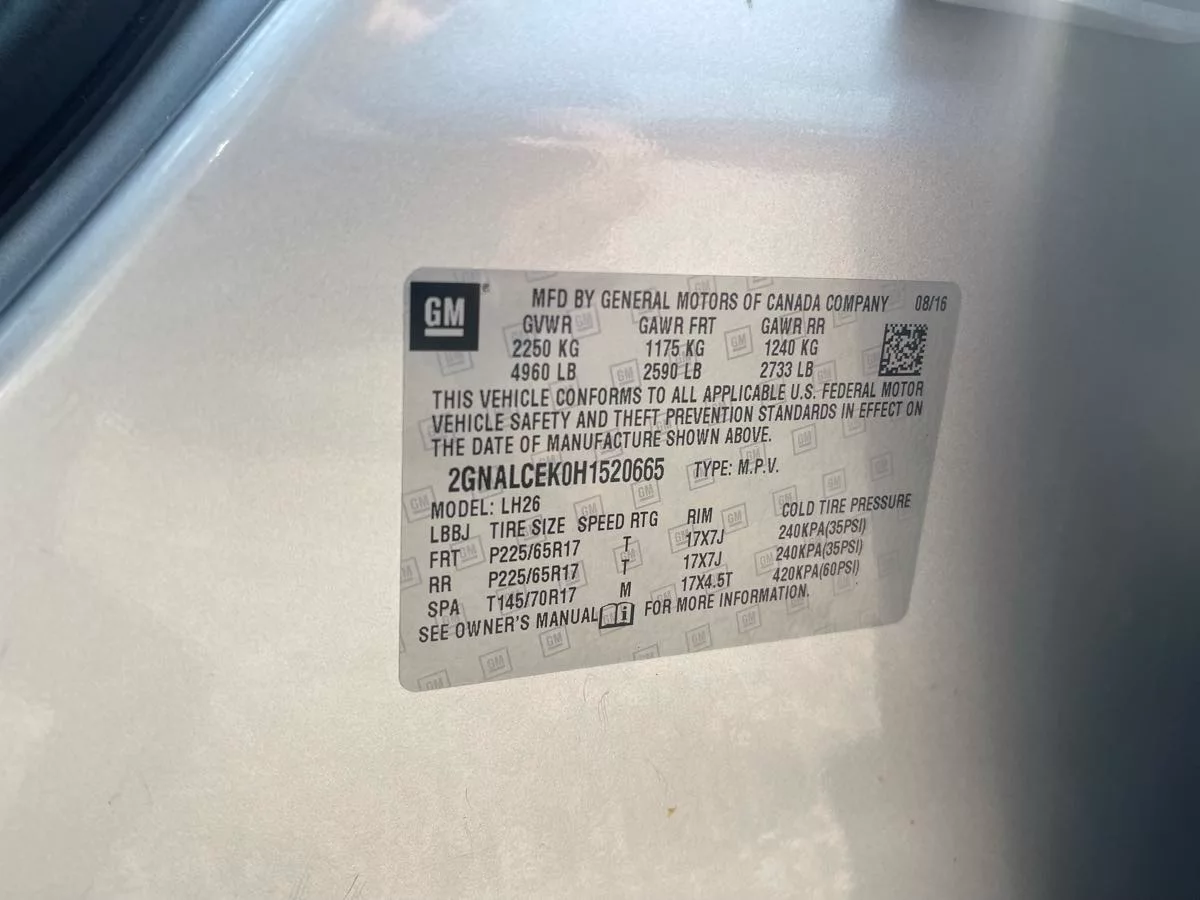 GM ® MFD BY GENERAL MOTORS OF CANADA COMPANY 08/16
GVWR GAWR FRT GAWR RR
2250 KG 1175 KG 1240 KG
4960 LB 2590 LB 2733 LB
THIS VEHICLE CONFORMS TO ALL APPLICABLE U.S. FEDERAL MOTOR
VEHICLE SAFETY AND THEFT PREVENTION STANDARDS IN EFFECT ON
THE DATE OF MANUFACTURE SHOWN ABOVE.
2GNALCEK0H1520665 TYPE: M.P.V.
MODEL: LH26
LBBJ TIRE SIZE SPEED RTG RIM COLD TIRE PRESSURE
FRT P225/65R17 T 17X7J 240KPA(35PSI)
RR P225/65R17 T 17X7J 240KPA(35PSI)
SPA T145/70R17 M 17X4.5T 420KPA(60PSI)
SEE OWNER'S MANUAL FOR MORE INFORMATION.